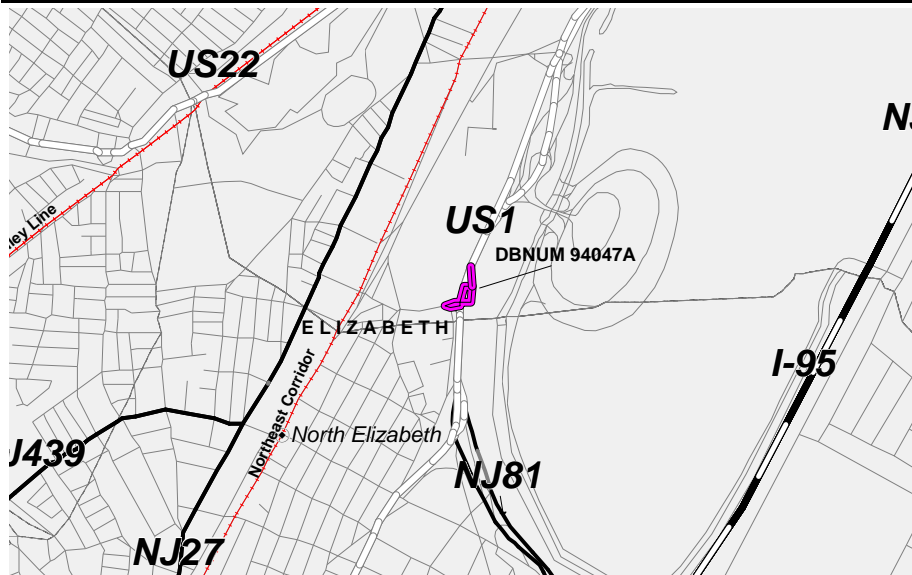 US22
NJ
US1
ley Line
DBNUM 94047A
ELIZABETH
I-95
Northeast Corridor
North Elizabeth
J439
NJ81
NJ27